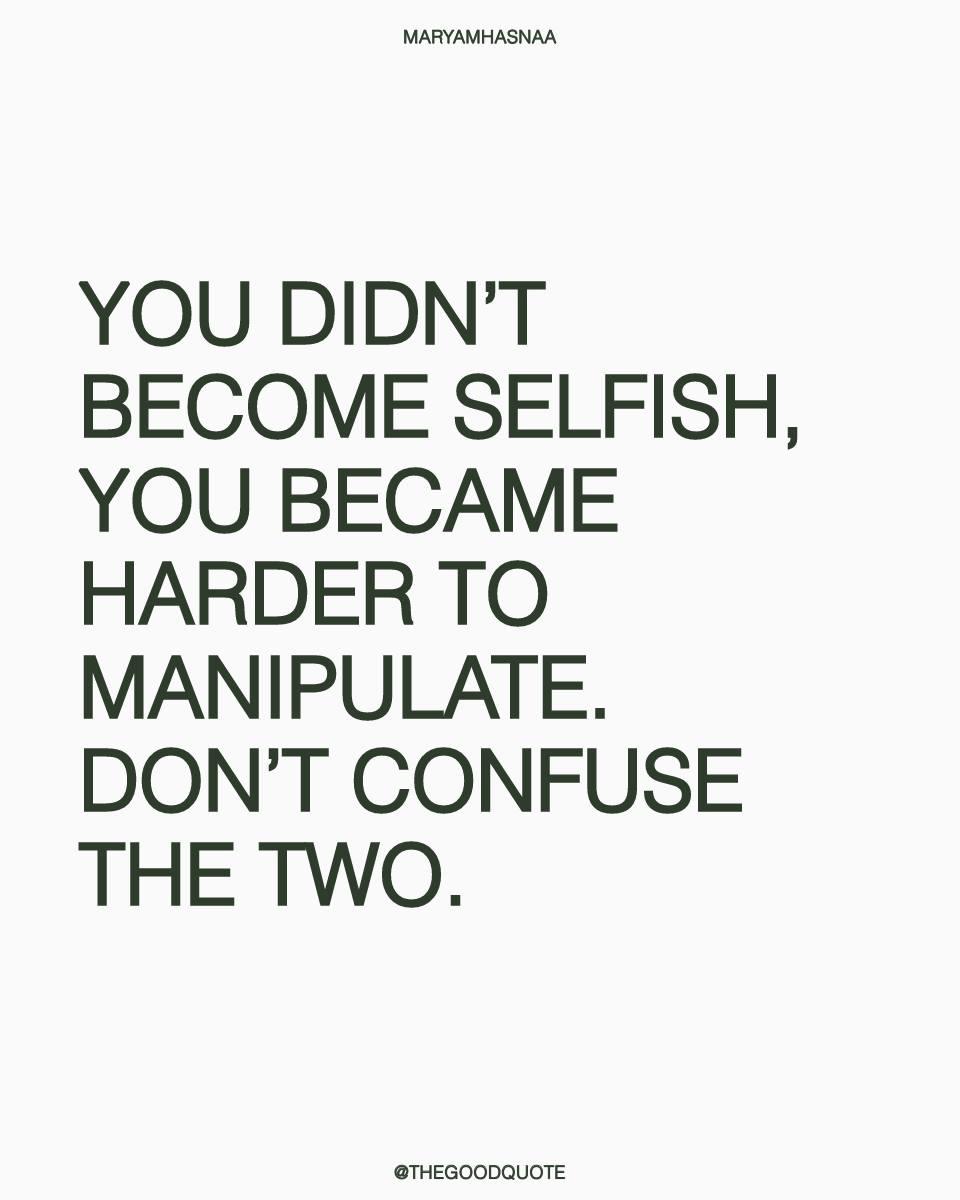 MARYAMHASNAA
YOU DIDN’T
BECOME SELFISH,
YOU BECAME
HARDER TO
MANIPULATE.
DON’T CONFUSE
THE TWO.
@THEGOODQUOTE